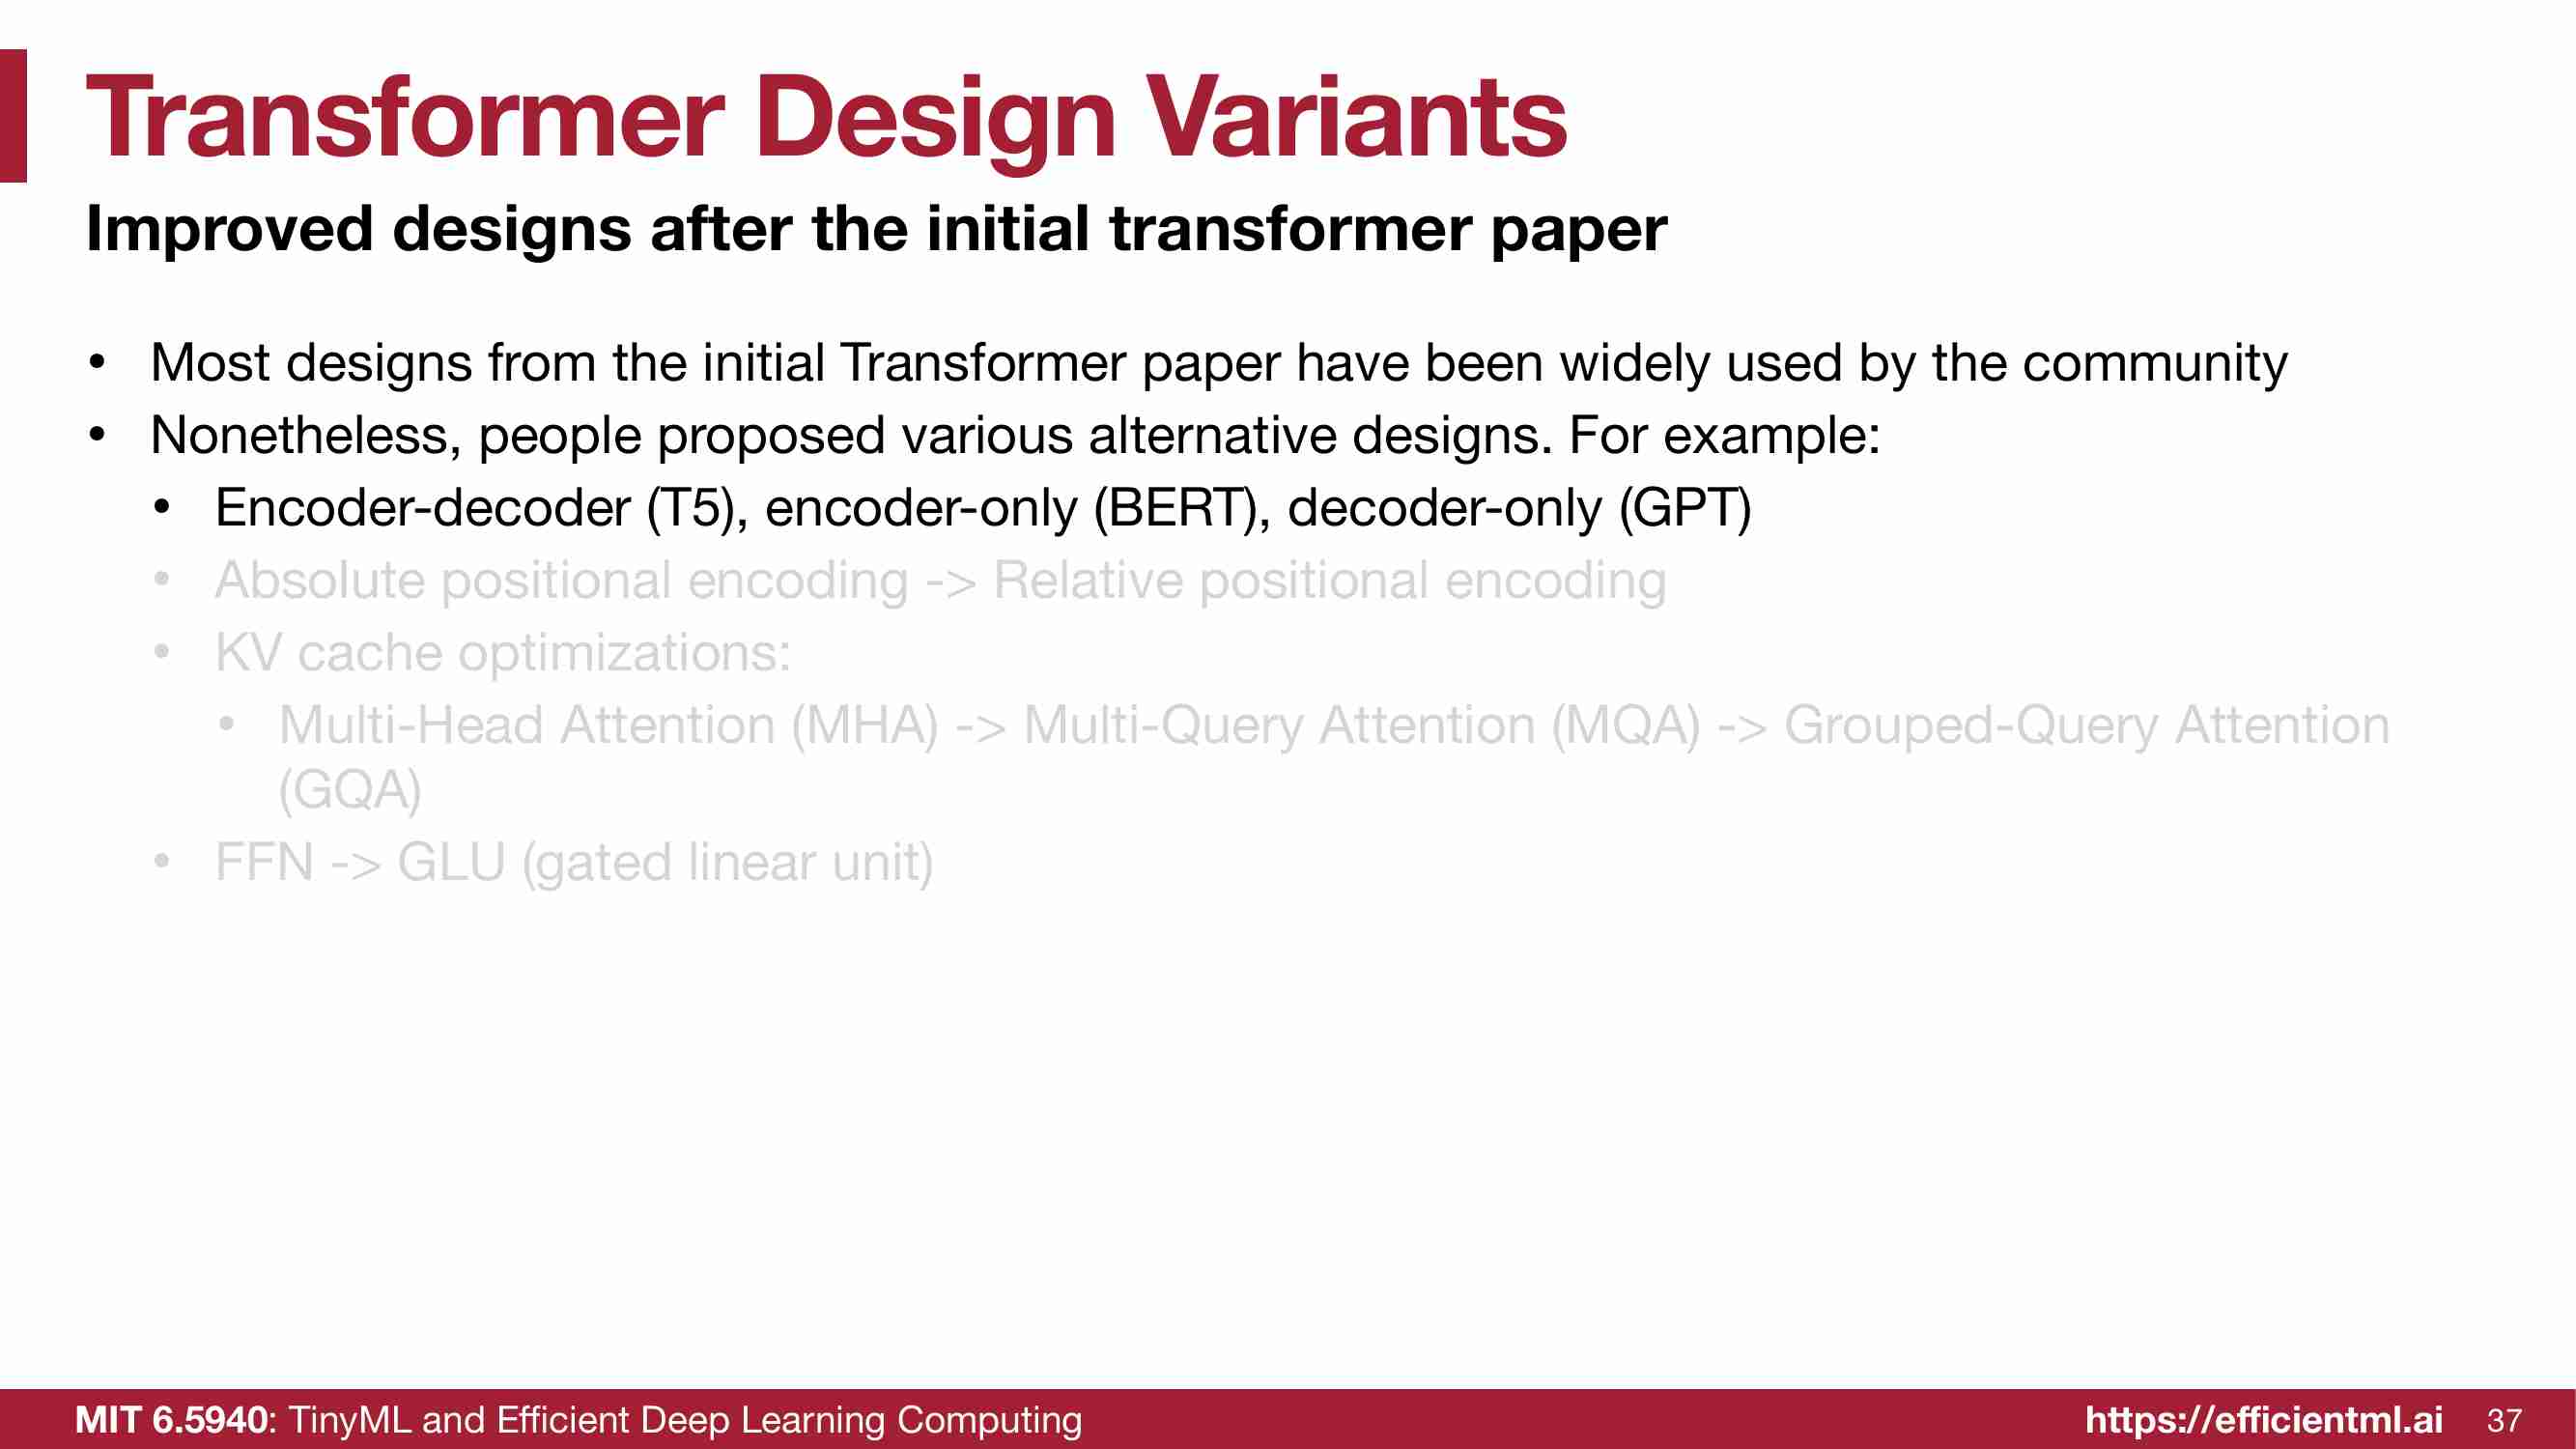 Transformer Design Variants
Improved designs after the initial transformer paper
• Most designs from the initial Transformer paper have been widely used by the community
• Nonetheless, people proposed various alternative designs. For example:
• Encoder-decoder (T5), encoder-only (BERT), decoder-only (GPT)
• Absolute positional encoding -> Relative positional encoding
• KV cache optimizations:
• Multi-Head Attention (MHA) -> Multi-Query Attention (MQA) -> Grouped-Query Attention
(GQA)
• FFN -> GLU (gated linear unit)
MIT 6.5940: TinyML and Efficient Deep Learning Computing
https://efficientml.ai 37